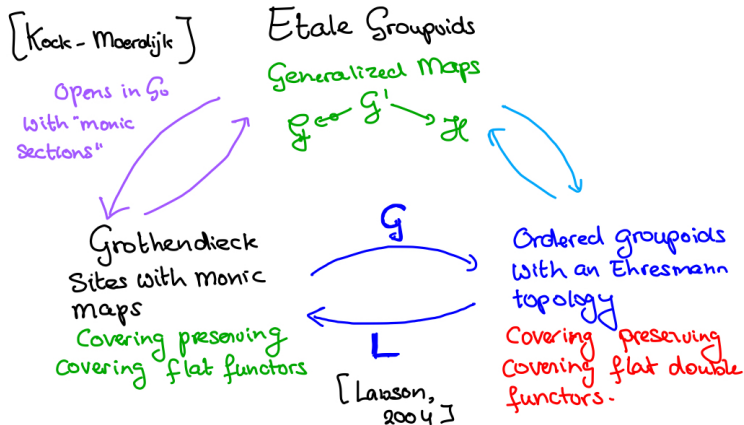 [Kock-Moerdijk]
Etale Groupoids
Generalized Maps
G'
G
H
Opens in G₀
with "monic
sections"
G
Grothendieck
Sites with monic
maps
Covering preserving
covering flat functors
L
[Lawson,
2004]
Ordered groupoids
with an Ehresmann
topology
Covering preserving
covering flat double
functors.